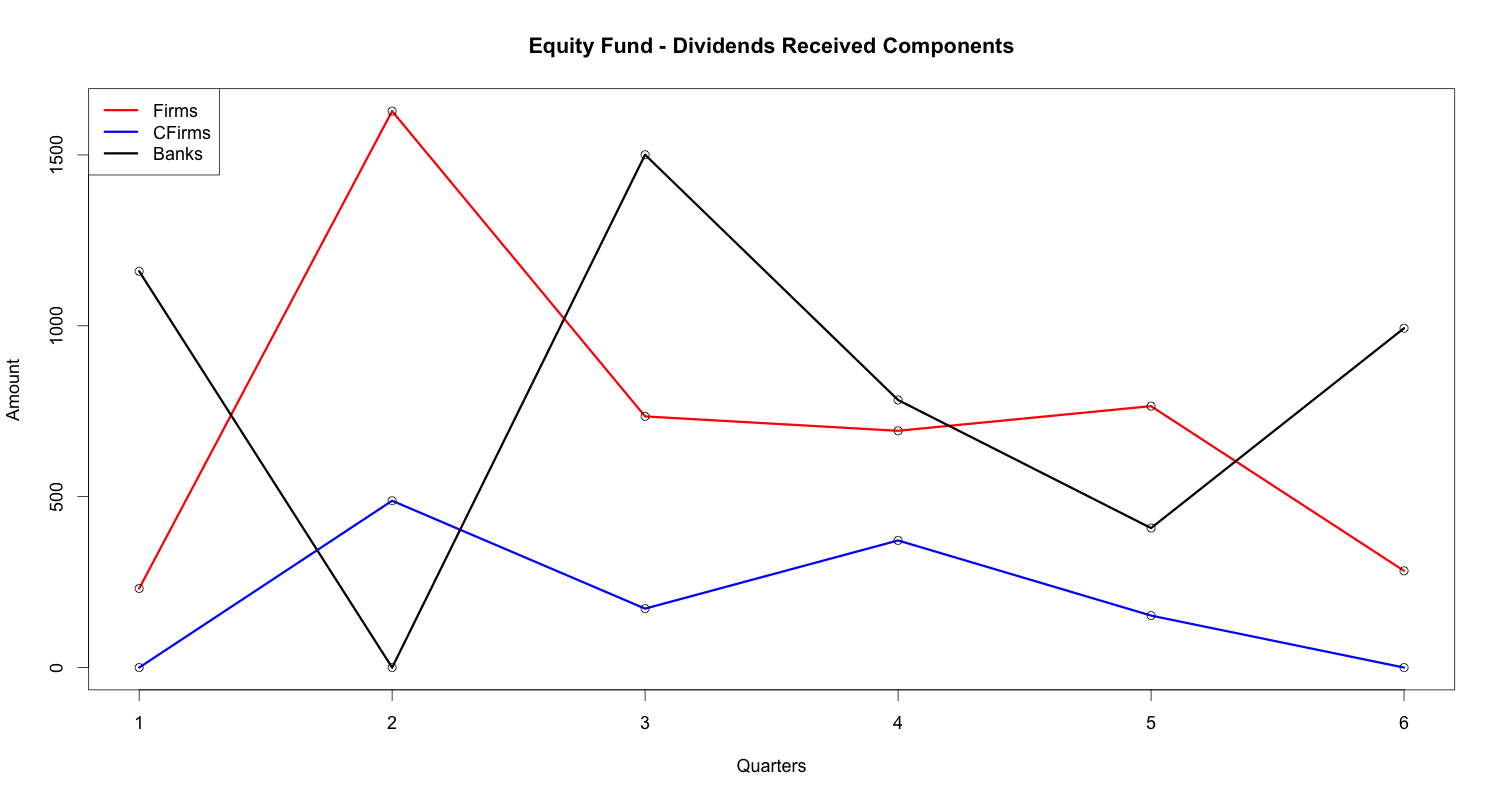 Equity Fund - Dividends Received Components
Firms
CFirms
Banks
1500
1000
500
0
Amount
1 2 3 4 5 6
Quarters